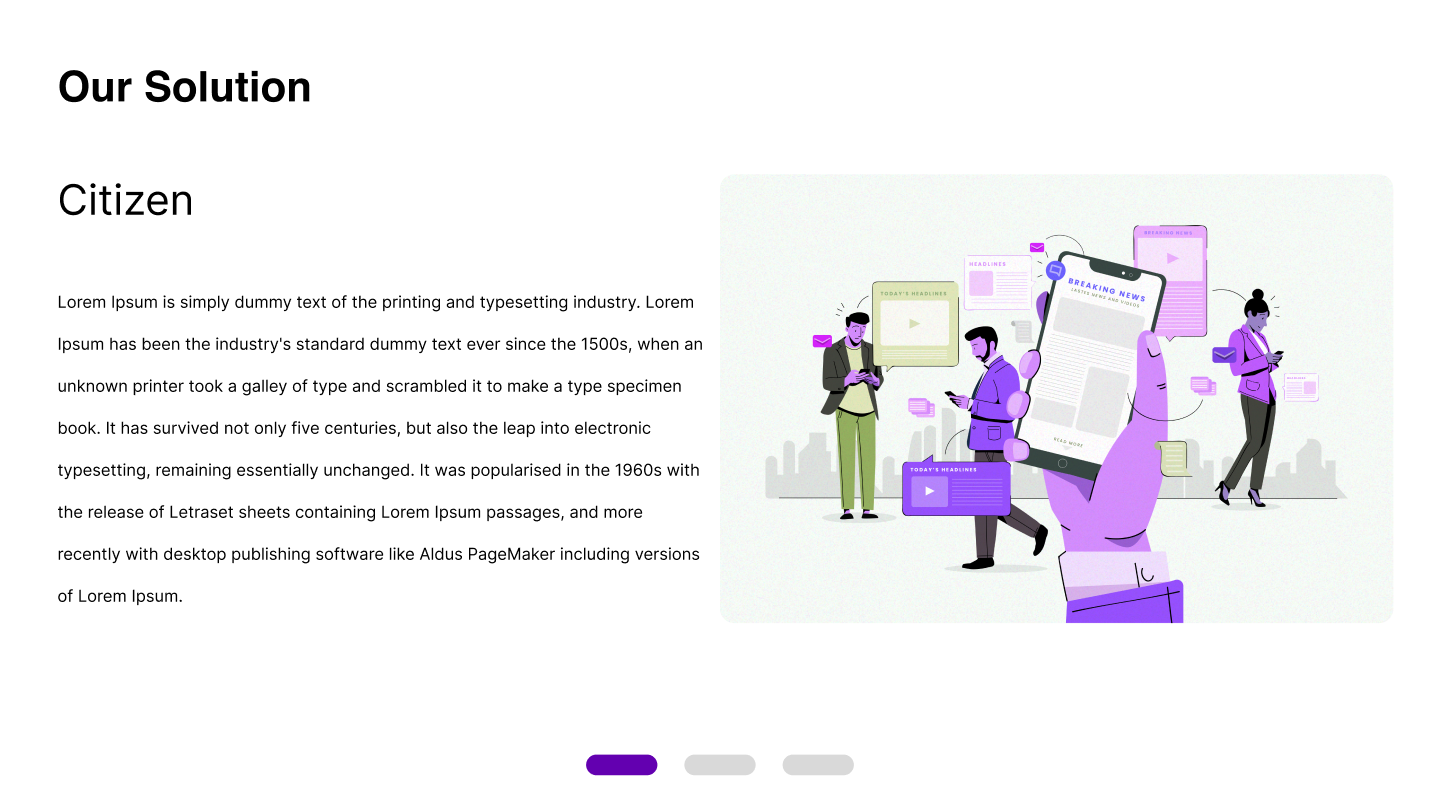 Our Solution
Citizen
Lorem Ipsum is simply dummy text of the printing and typesetting industry. Lorem
Ipsum has been the industry's standard dummy text ever since the 1500s, when an
unknown printer took a galley of type and scrambled it to make a type specimen
book. It has survived not only five centuries, but also the leap into electronic
typesetting, remaining essentially unchanged. It was popularised in the 1960s with
the release of Letraset sheets containing Lorem Ipsum passages, and more
recently with desktop publishing software like Aldus PageMaker including versions
of Lorem Ipsum.
BREAKING NEWS
HEADLINES
TODAY'S HEADLINES
BREAKING NEWS
LASTES NEWS AND VIDEOS
READ MORE
TODAY'S HEADLINES